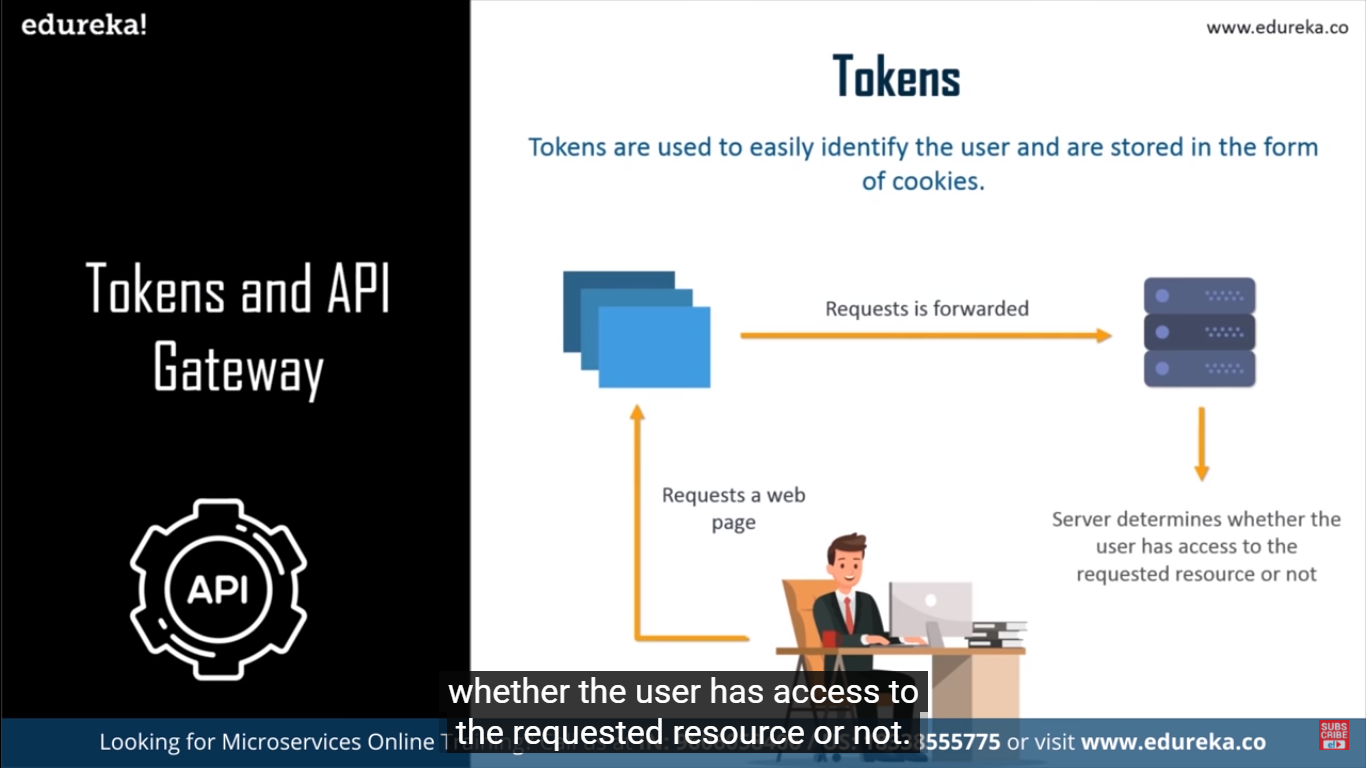 edureka!
www.edureka.co
Tokens
Tokens are used to easily identify the user and are stored in the form
of cookies.
Tokens and API
Gateway
Requests is forwarded
Requests a web
page
Server determines whether the
user has access to the
requested resource or not
API
whether the user has access to
the requested resource or not.
Looking for Microservices Online
555775 or visit www.edureka.co
SUBS
CRIBE